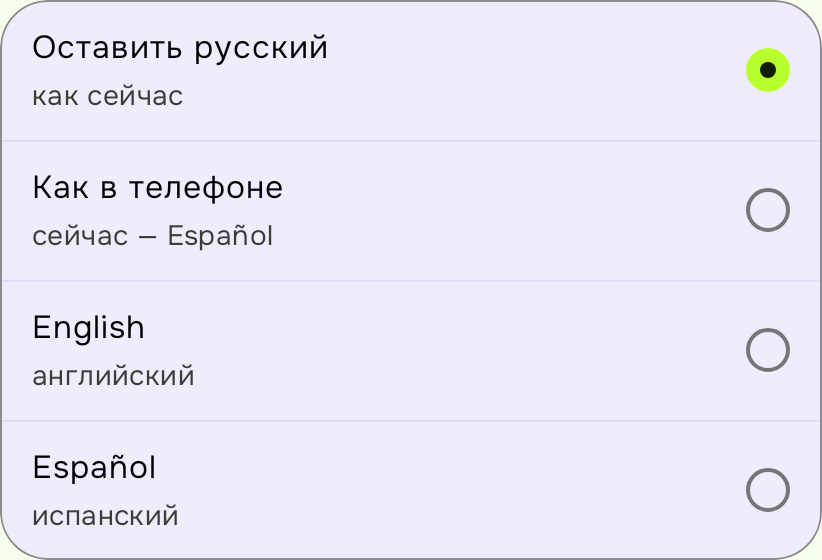 Оставить русский
как сейчас
Как в телефоне
сейчас — Español
English
английский
Español
испанский